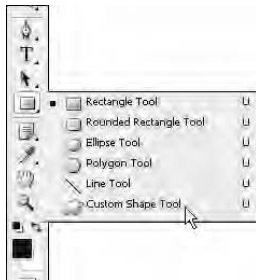 T.
Rectangle Tool U
Rounded Rectangle Tool U
Ellipse Tool U
Polygon Tool U
Line Tool U
Custom Shape Tool U